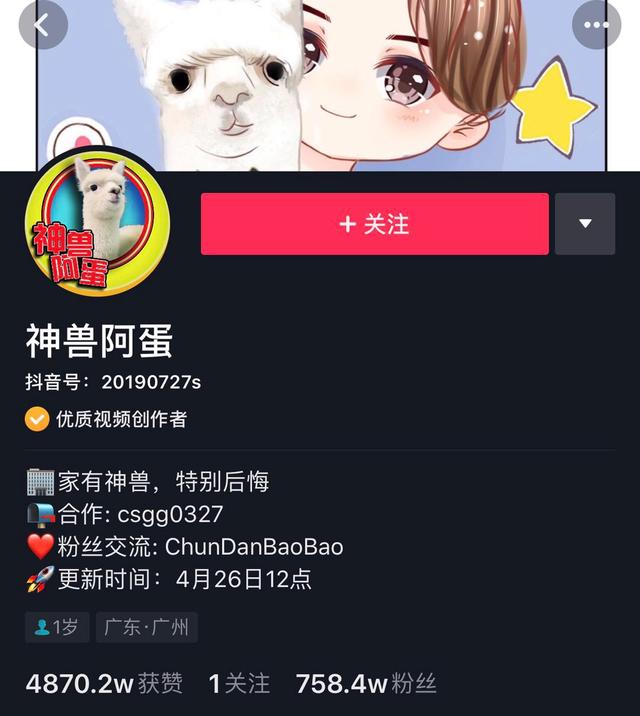 神兽
阿蛋
+ 关注
神兽阿蛋
抖音号：20190727s
优质视频创作者
家有神兽，特别后悔
合作: csgg0327
粉丝交流: ChunDanBaoBao
更新时间：4月26日12点
1岁 广东·广州
4870.2w获赞 1关注 758.4w粉丝